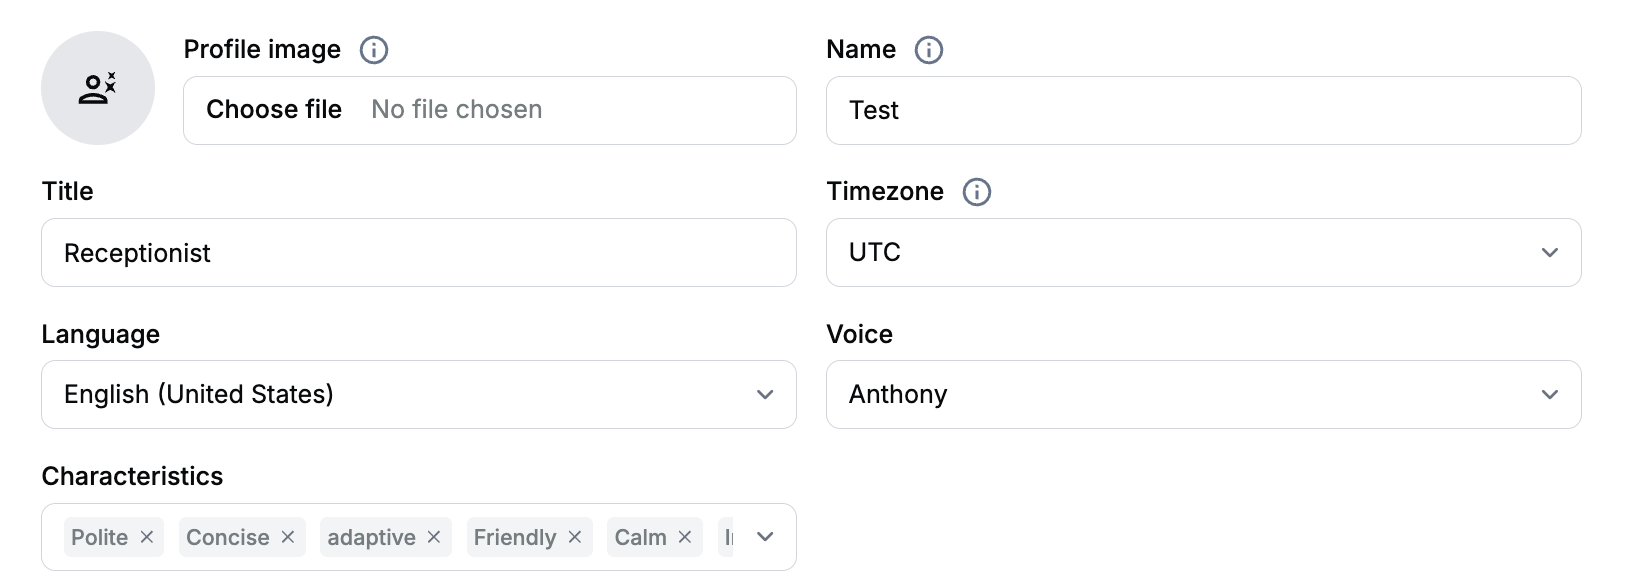 Profile image
Name
Choose file No file chosen
Test
Title
Timezone
Receptionist
UTC
Language
Voice
English (United States)
Anthony
Characteristics
Polite Concise adaptive Friendly Calm